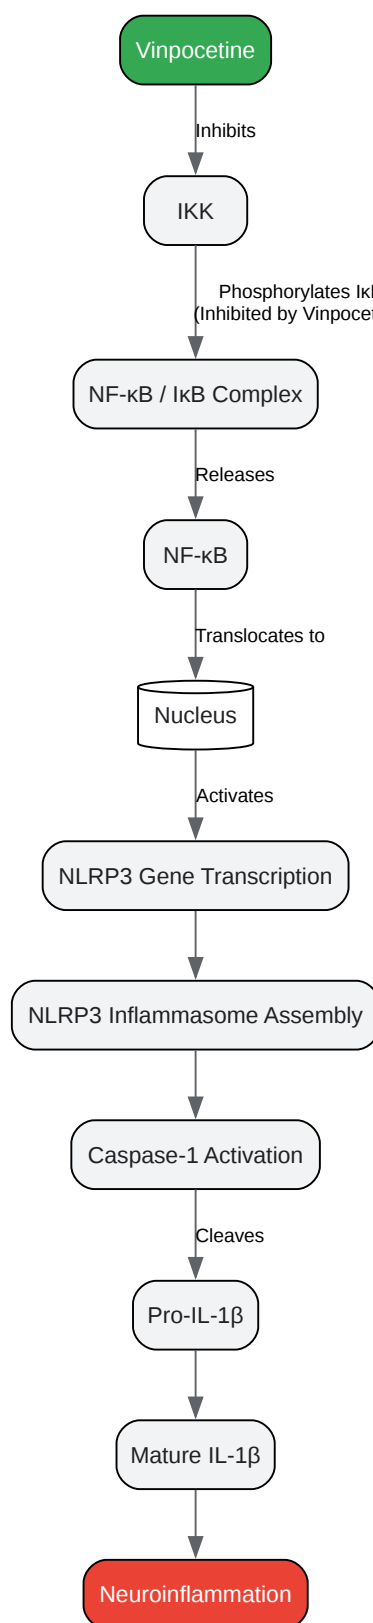 Vinpocetine
Inhibits
IKK
Phosphorylates
(Inhibited by
NF-κB / IκB Complex
Releases
NF-κB
Translocates to
Nucleus
Activates
NLRP3 Gene Transcription
NLRP3 Inflammasome Assembly
Caspase-1 Activation
Cleaves
Pro-IL-1β
Mature IL-1β
Neuroinflammation